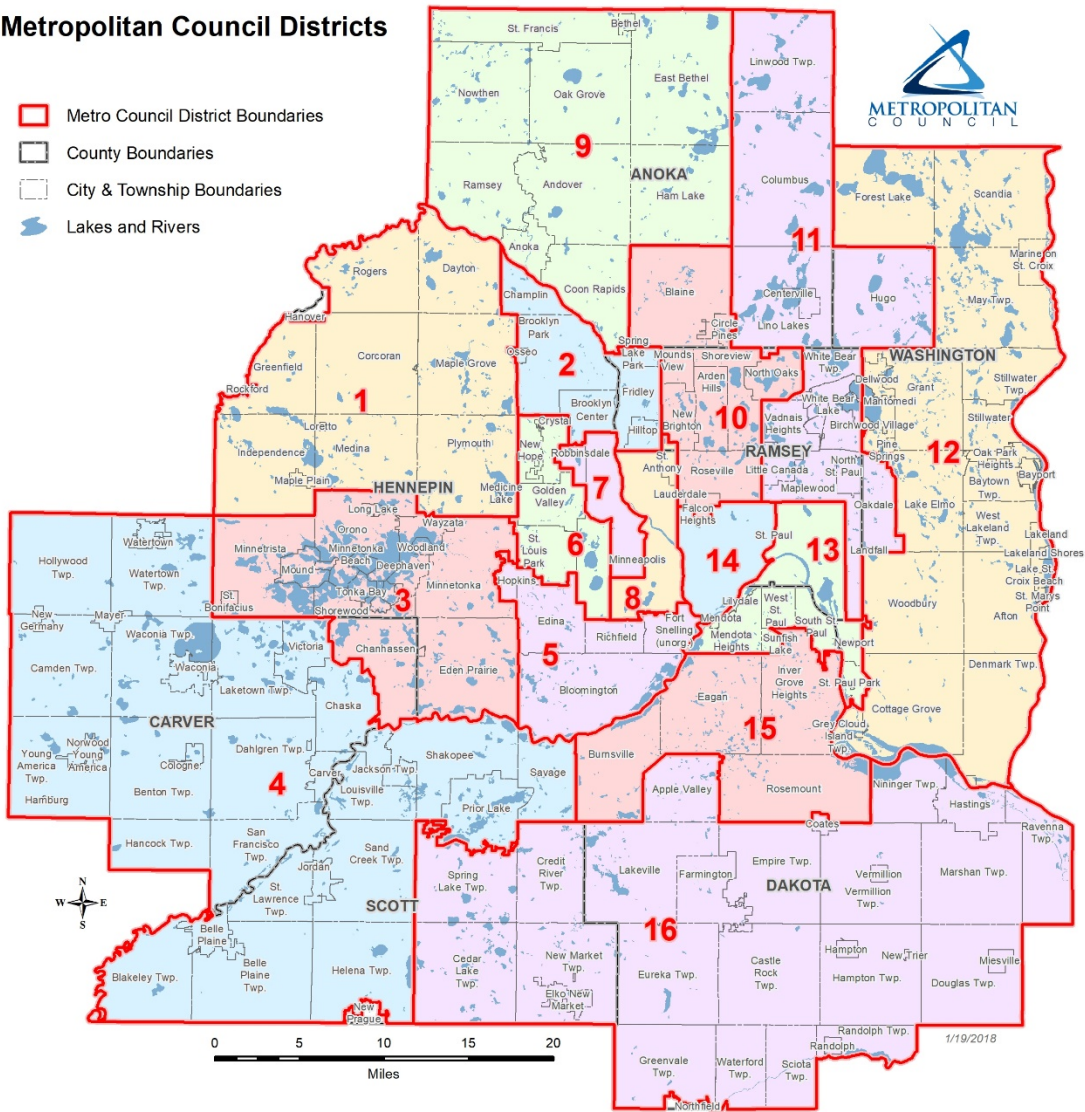 Metropolitan Council Districts
Metro Council District Boundaries
County Boundaries
City & Township Boundaries
Lakes and Rivers
METROPOLITAN
COUNCIL
St. Francis
Bethel
Linwood Twp.
East Bethel
Nowthen
Oak Grove
9
ANOKA
Ramsey
Andover
Ham Lake
Columbus
Forest Lake
Scandia
Anoka
11
Marine on
St. Croix
Rogers
Dayton
Coon Rapids
Champlin
Blaine
Centerville
Hugo
May Twp.
Hanover
Brooklyn
Park
Circle
Pines
Lino Lakes
Corcoran
Maple Grove
Osseo
2
Spring
Lake
Park
Mounds
View
Shoreview
White Bear
Twp.
WASHINGTON
Greenfield
Rockford
Fridley
Arden
Hills
North Oaks
Dellwood
Grant
Stillwater
Twp.
1
Brooklyn
Center
White Bear
Lake
Mahtomedi
Loretto
Crystal
Hilltop
New
Brighton
10
Vadnais
Heights
Birchwood Village
Stillwater
Independence
Medina
Plymouth
New
Hope
Robbinsdale
St.
Anthony
RAMSEY
Pine
Springs
12
Oak Park
Heights
Maple Plain
Roseville
Little Canada
North
St. Paul
Baytown
Twp.
Bayport
HENNEPIN
Medicine
Lake
Golden
Valley
7
Lauderdale
Maplewood
Long Lake
Falcon
Heights
Oakdale
Lake Elmo
West
Lakeland
Twp.
Orono
Wayzata
St.
Louis
Park
6
St. Paul
Lakeland
Hollywood
Twp.
Watertown
Minnetrista
Minnetonka
Beach
Woodland
Minneapolis
14
13
Landfall
Lakeland Shores
Watertown
Twp.
Mound
Deephaven
Minnetonka
Hopkins
Lake St.
Croix Beach
Tonka Bay
3
8
Woodbury
St. Marys
Point
St.
Bonifacius
Shorewood
Lilydale
West
St.
Paul
New
Germany
Mayer
Edina
Richfield
Fort
Snelling
(unorg.)
Mendota
South St.
Paul
Afton
Waconia Twp.
Victoria
Chanhassen
5
Mendota
Heights
Sunfish
Lake
Newport
Camden Twp.
Waconia
Eden Prairie
Inver
Grove
Heights
Denmark Twp.
Laketown Twp.
Bloomington
Eagan
St. Paul Park
Chaska
Cottage Grove
CARVER
15
Grey Cloud
Island
Twp.
Young
America
Twp.
Norwood
Young
America
Dahlgren Twp.
Shakopee
Burnsville
Cologne
Carver
Jackson Twp.
Savage
4
Louisville
Twp.
Apple Valley
Rosemount
Nininger Twp.
Hamburg
Benton Twp.
Prior Lake
Hastings
Coates
Ravenna
Twp.
Hancock Twp.
San
Francisco
Twp.
Sand
Creek Twp.
Jordan
Spring
Lake Twp.
Credit
River
Twp.
Lakeville
Farmington
Empire Twp.
Vermillion
Marshan Twp.
DAKOTA
Vermillion
Twp.
St.
Lawrence
Twp.
SCOTT
Belle
Plaine
16
Blakeley Twp.
Belle
Plaine
Twp.
Helena Twp.
Cedar
Lake
Twp.
New Market
Twp.
Eureka Twp.
Castle
Rock
Twp.
Hampton
New Trier
Miesville
Hampton Twp.
Douglas Twp.
Elko New
Market
New
Prague
Randolph Twp.
Randolph
1/19/2018
Greenvale
Twp.
Waterford
Twp.
Sciota
Twp.
Northfield
N
W
E
S
0 5 10 15 20
Miles